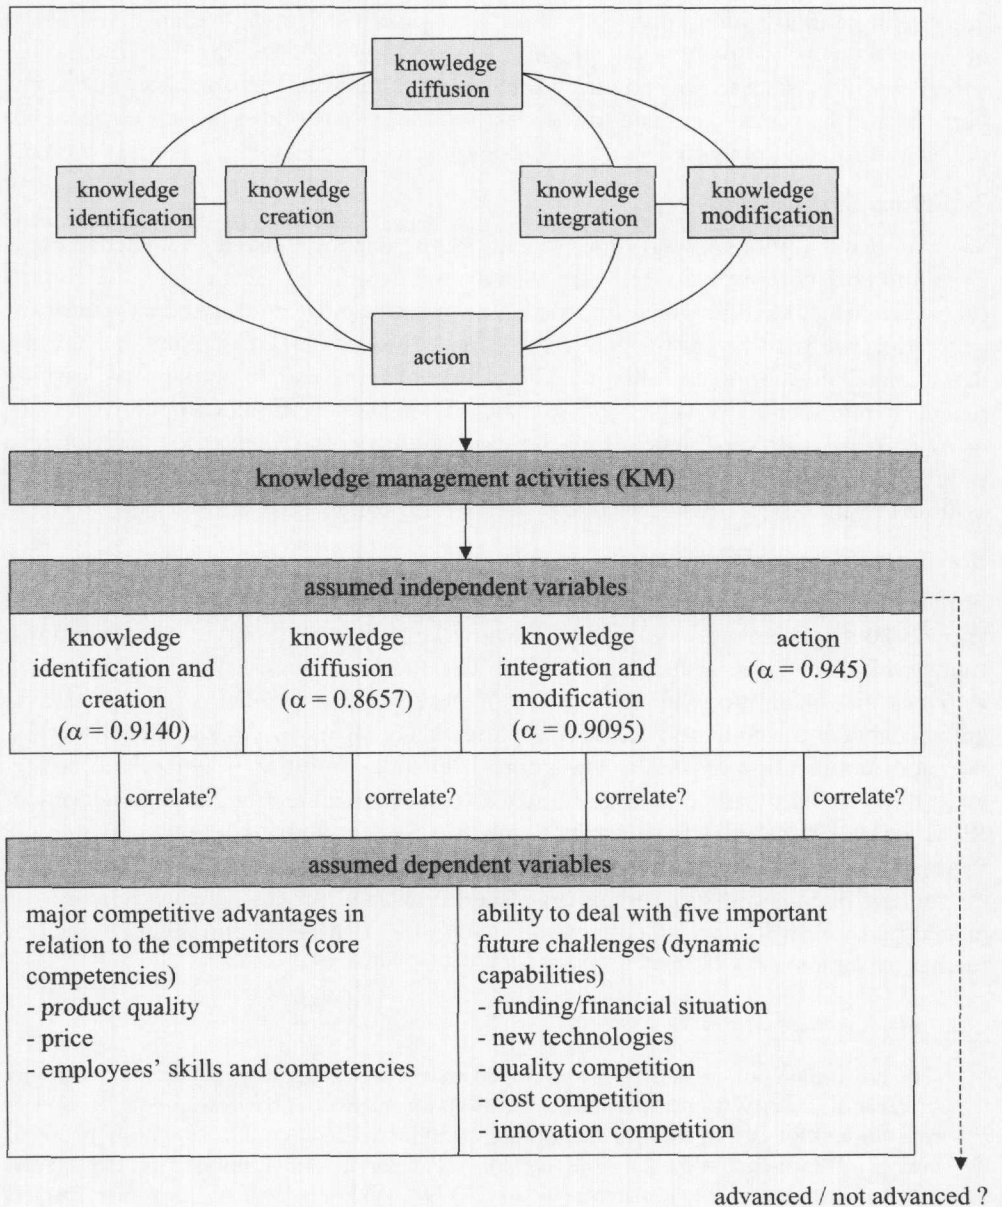 knowledge
diffusion
knowledge
identification
knowledge
creation
knowledge
integration
knowledge
modification
action
knowledge management activities (KM)
assumed independent variables
knowledge
identification and
creation
(α = 0.9140)
knowledge
diffusion
(α = 0.8657)
knowledge
integration and
modification
(α = 0.9095)
action
(α = 0.945)
correlate?
correlate?
correlate?
correlate?
assumed dependent variables
major competitive advantages in
relation to the competitors (core
competencies)
- product quality
- price
- employees’ skills and competencies
ability to deal with five important
future challenges (dynamic
capabilities)
- funding/financial situation
- new technologies
- quality competition
- cost competition
- innovation competition
advanced / not advanced ?